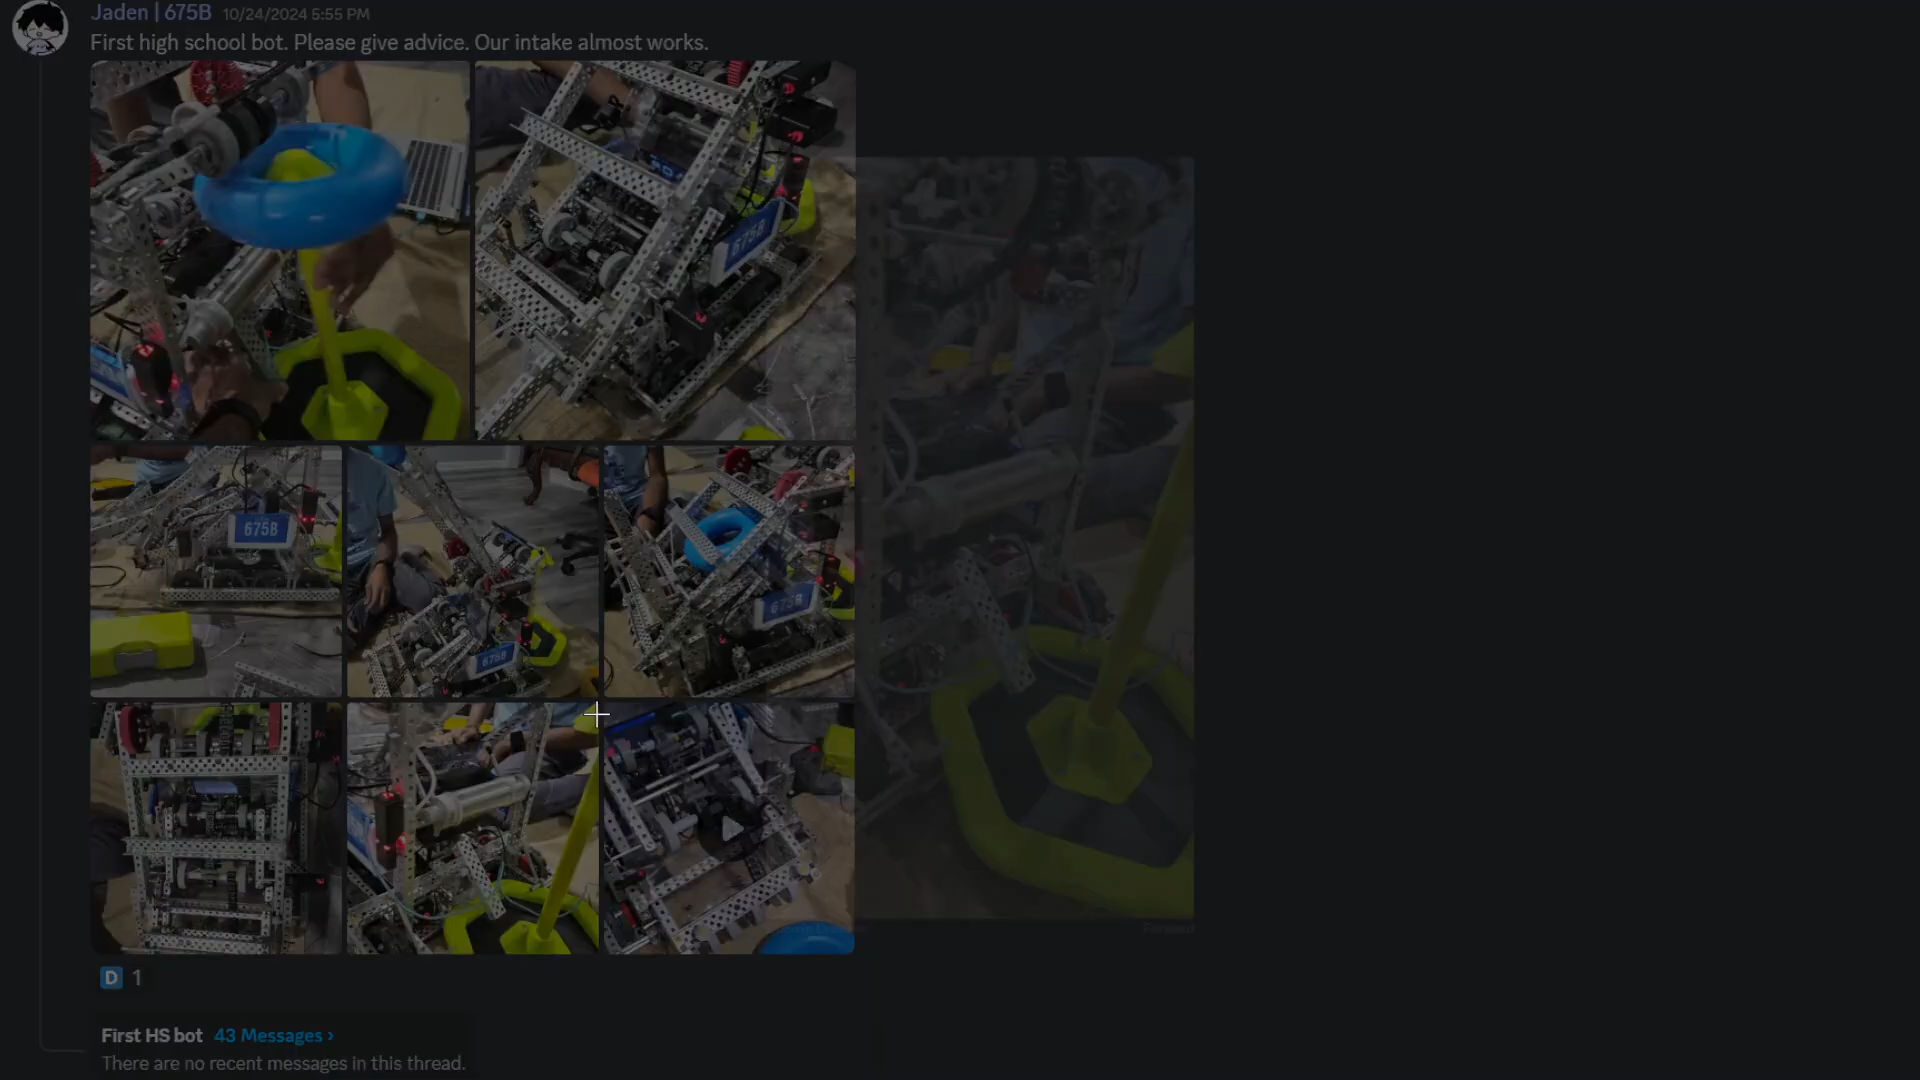 Jaden | 675B 10/24/2024 5:55 PM
First high school bot. Please give advice. Our intake almost works.
675B
675B
675B
675B
D 1
Forward
First HS bot 43 Messages ›
There are no recent messages in this thread.